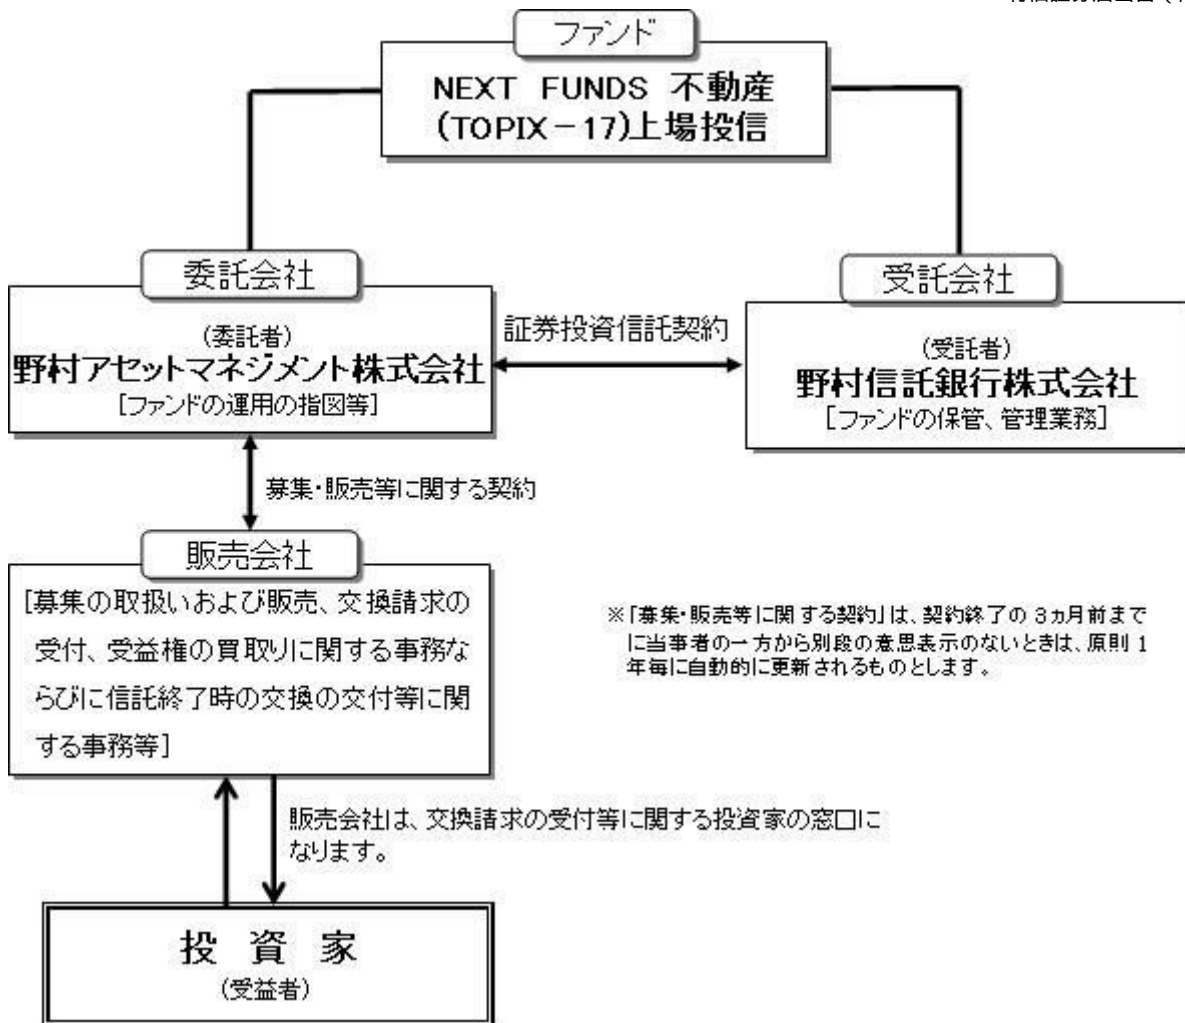 ファンド
NEXT FUNDS 不動産
(TOPIX－17)上場投信
委託会社
受託会社
(委託者)
野村アセットマネジメント株式会社
[ファンドの運用の指図等]
証券投資信託契約
(受託者)
野村信託銀行株式会社
[ファンドの保管、管理業務]
募集・販売等に関する契約
販売会社
[募集の取扱いおよび販売、交換請求の
受付、受益権の買取りに関する事務な
らびに信託終了時の交換の交付等に関
する事務等]
※「募集・販売等に関する契約」は、契約終了の3ヵ月前まで
に当事者の一方から別段の意思表示のないときは、原則1
年毎に自動的に更新されるものとします。
販売会社は、交換請求の受付等に関する投資家の窓口に
なります。
投資家
(受益者)